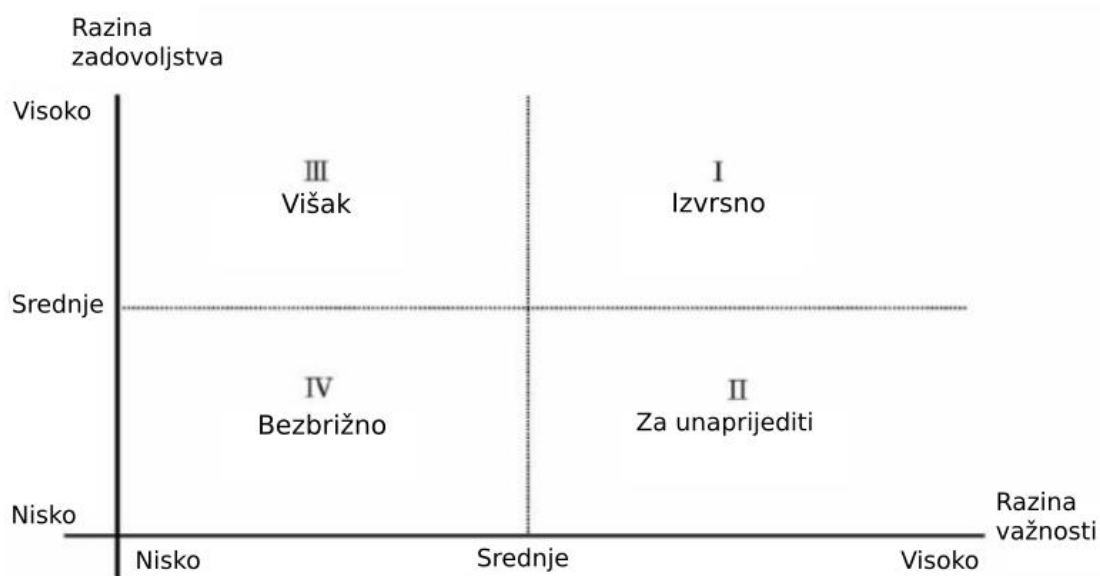 Razina
zadovoljstva
Visoko
III
Višak
I
Izvrsno
Srednje
IV
Bezbrižno
II
Za unaprijediti
Nisko
Razina
važnosti
Nisko
Srednje
Visoko